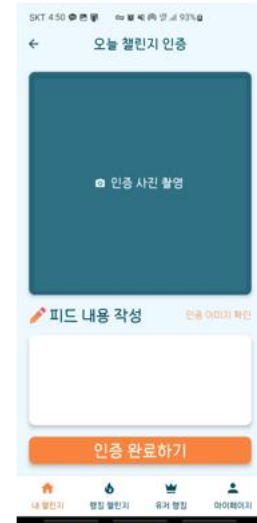 SKT 4:50 93%
오늘 챌린지 인증
인증 사진 촬영
피드 내용 작성 인증 이미지 확인
인증 완료하기
내 챌린지 랭킹 챌린지 유저 랭킹 마이페이지